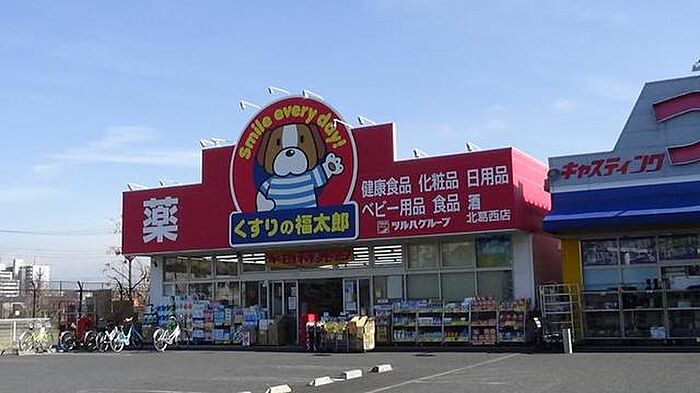 Smile every day!
薬
くすりの福太郎
健康食品 化粧品 日用品
ベビー用品 食品 酒
ツルハグループ 北葛西店
キャスティング